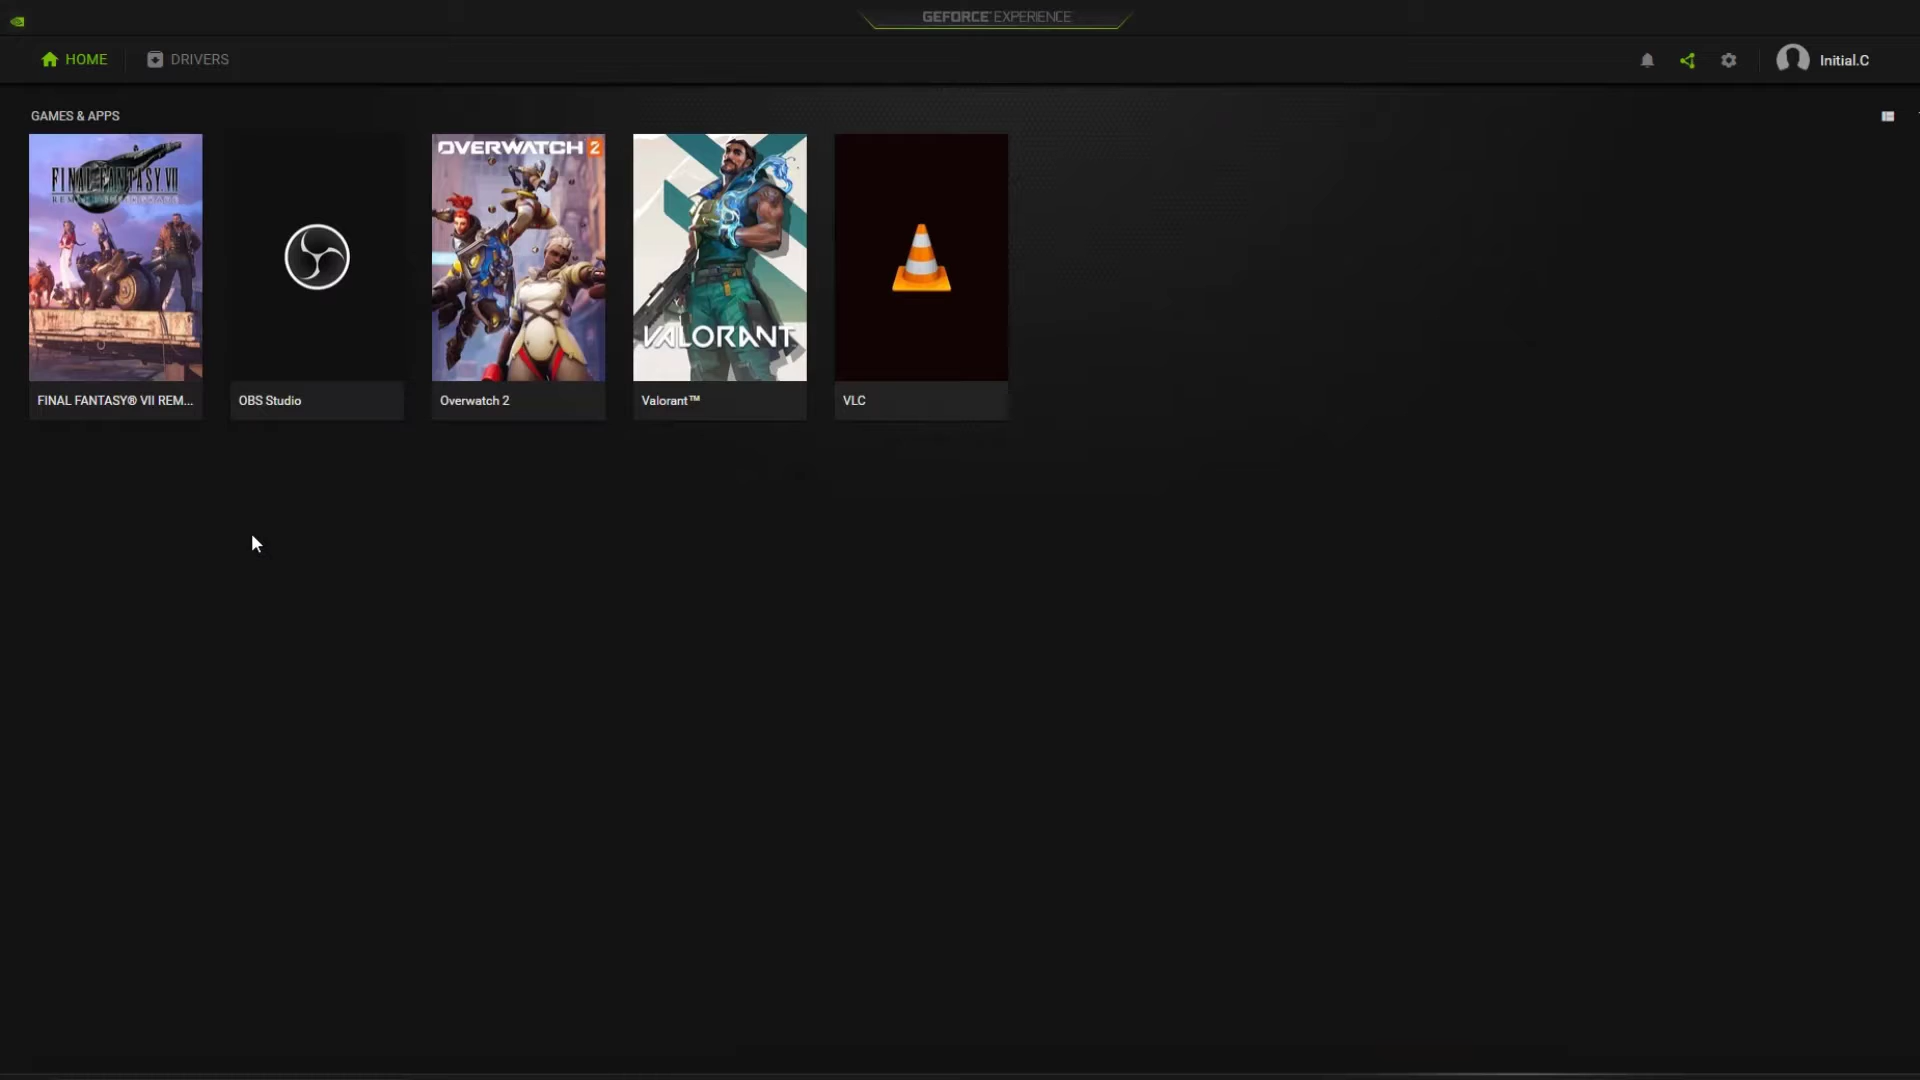 GEFORCE EXPERIENCE
HOME
DRIVERS
Initial.C
GAMES & APPS
FINAL FANTASY VII
OVERWATCH 2
VALORANT
FINAL FANTASY® VII REM...
OBS Studio
Overwatch 2
Valorant™
VLC